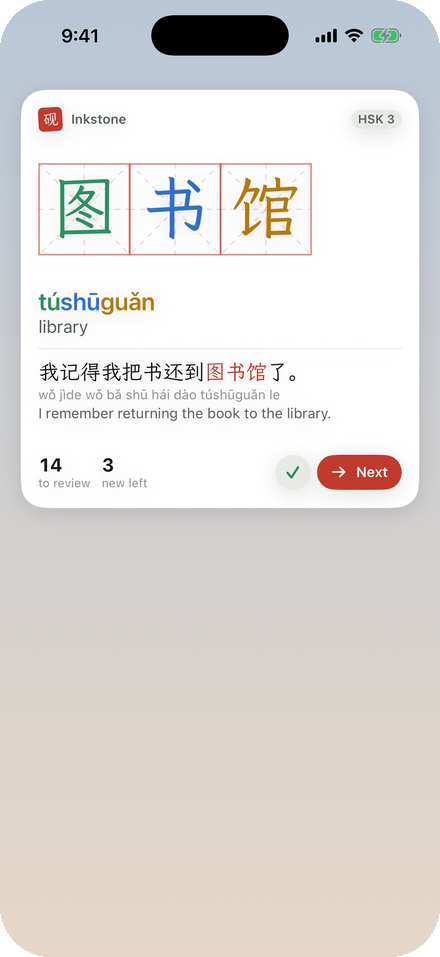 9:41
砚 Inkstone
HSK 3
图书馆
túshūguǎn
library
我记得我把书还到图书馆了。
wǒ jìde wǒ bǎ shū hái dào túshūguǎn le
I remember returning the book to the library.
14 3
to review new left
Next